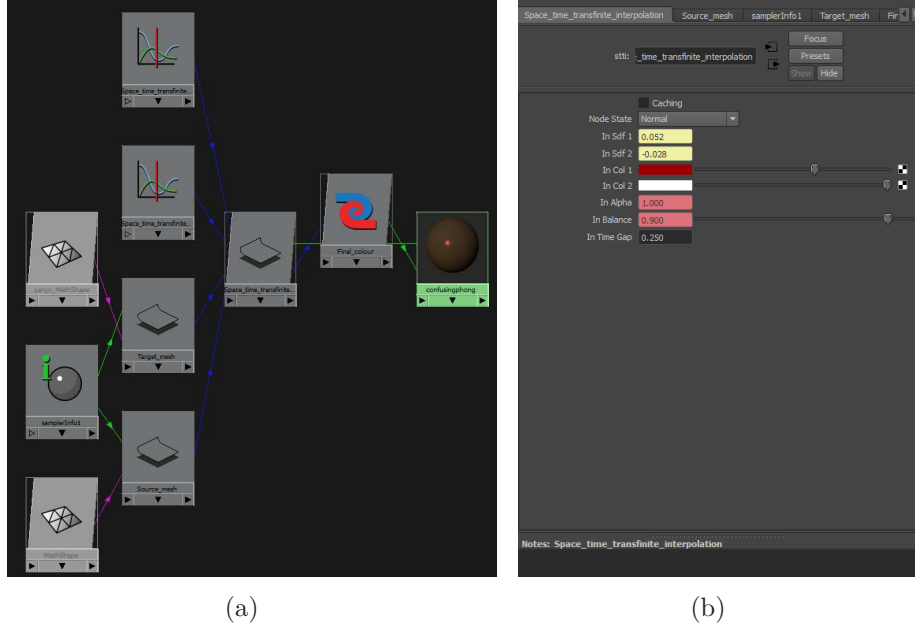 Space_time_transfinite...
Space_time_transfinite...
pargo_MeshShape
Space_time_transfinite...
Final_colour
confusingphong
Target_mesh
samplerInfo1
Source_mesh
MeshShape
(a)
Space_time_transfinite_interpolation Source_mesh samplerInfo1 Target_mesh Fir
stti: :_time_transfinite_interpolation
Focus
Presets
Show Hide
Caching
Node State Normal
In Sdf 1 0.052
In Sdf 2 -0.028
In Col 1
In Col 2
In Alpha 1.000
In Balance 0.900
In Time Gap 0.250
Notes: Space_time_transfinite_interpolation
(b)